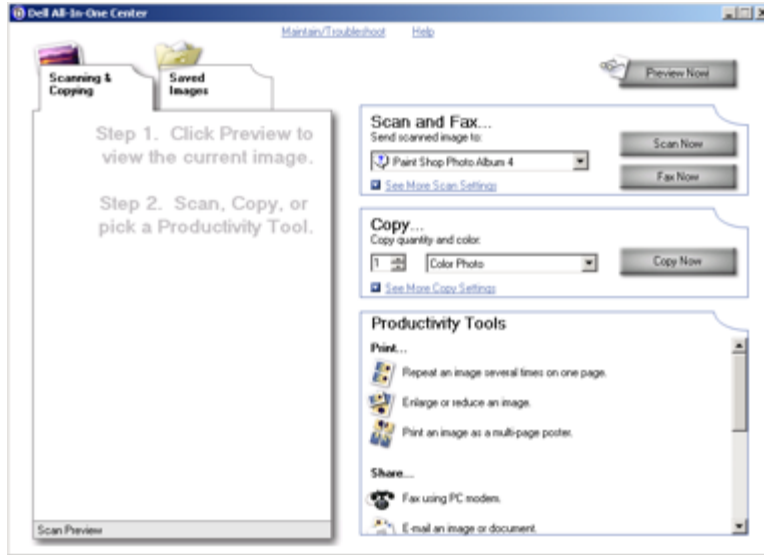 Dell All-In-One Center
Maintain/Troubleshoot Help
Scanning &
Copying
Saved
Images
Preview Now
Step 1. Click Preview to
view the current image.
Step 2. Scan, Copy, or
pick a Productivity Tool.
Scan Preview
Scan and Fax...
Send scanned image to:
Paint Shop Photo Album 4
See More Scan Settings
Scan Now
Fax Now
Copy...
Copy quantity and color:
1 Color Photo
See More Copy Settings
Copy Now
Productivity Tools
Print...
Repeat an image several times on one page.
Enlarge or reduce an image.
Print an image as a multi-page poster.
Share...
Fax using PC modem.
E-mail an image or document.